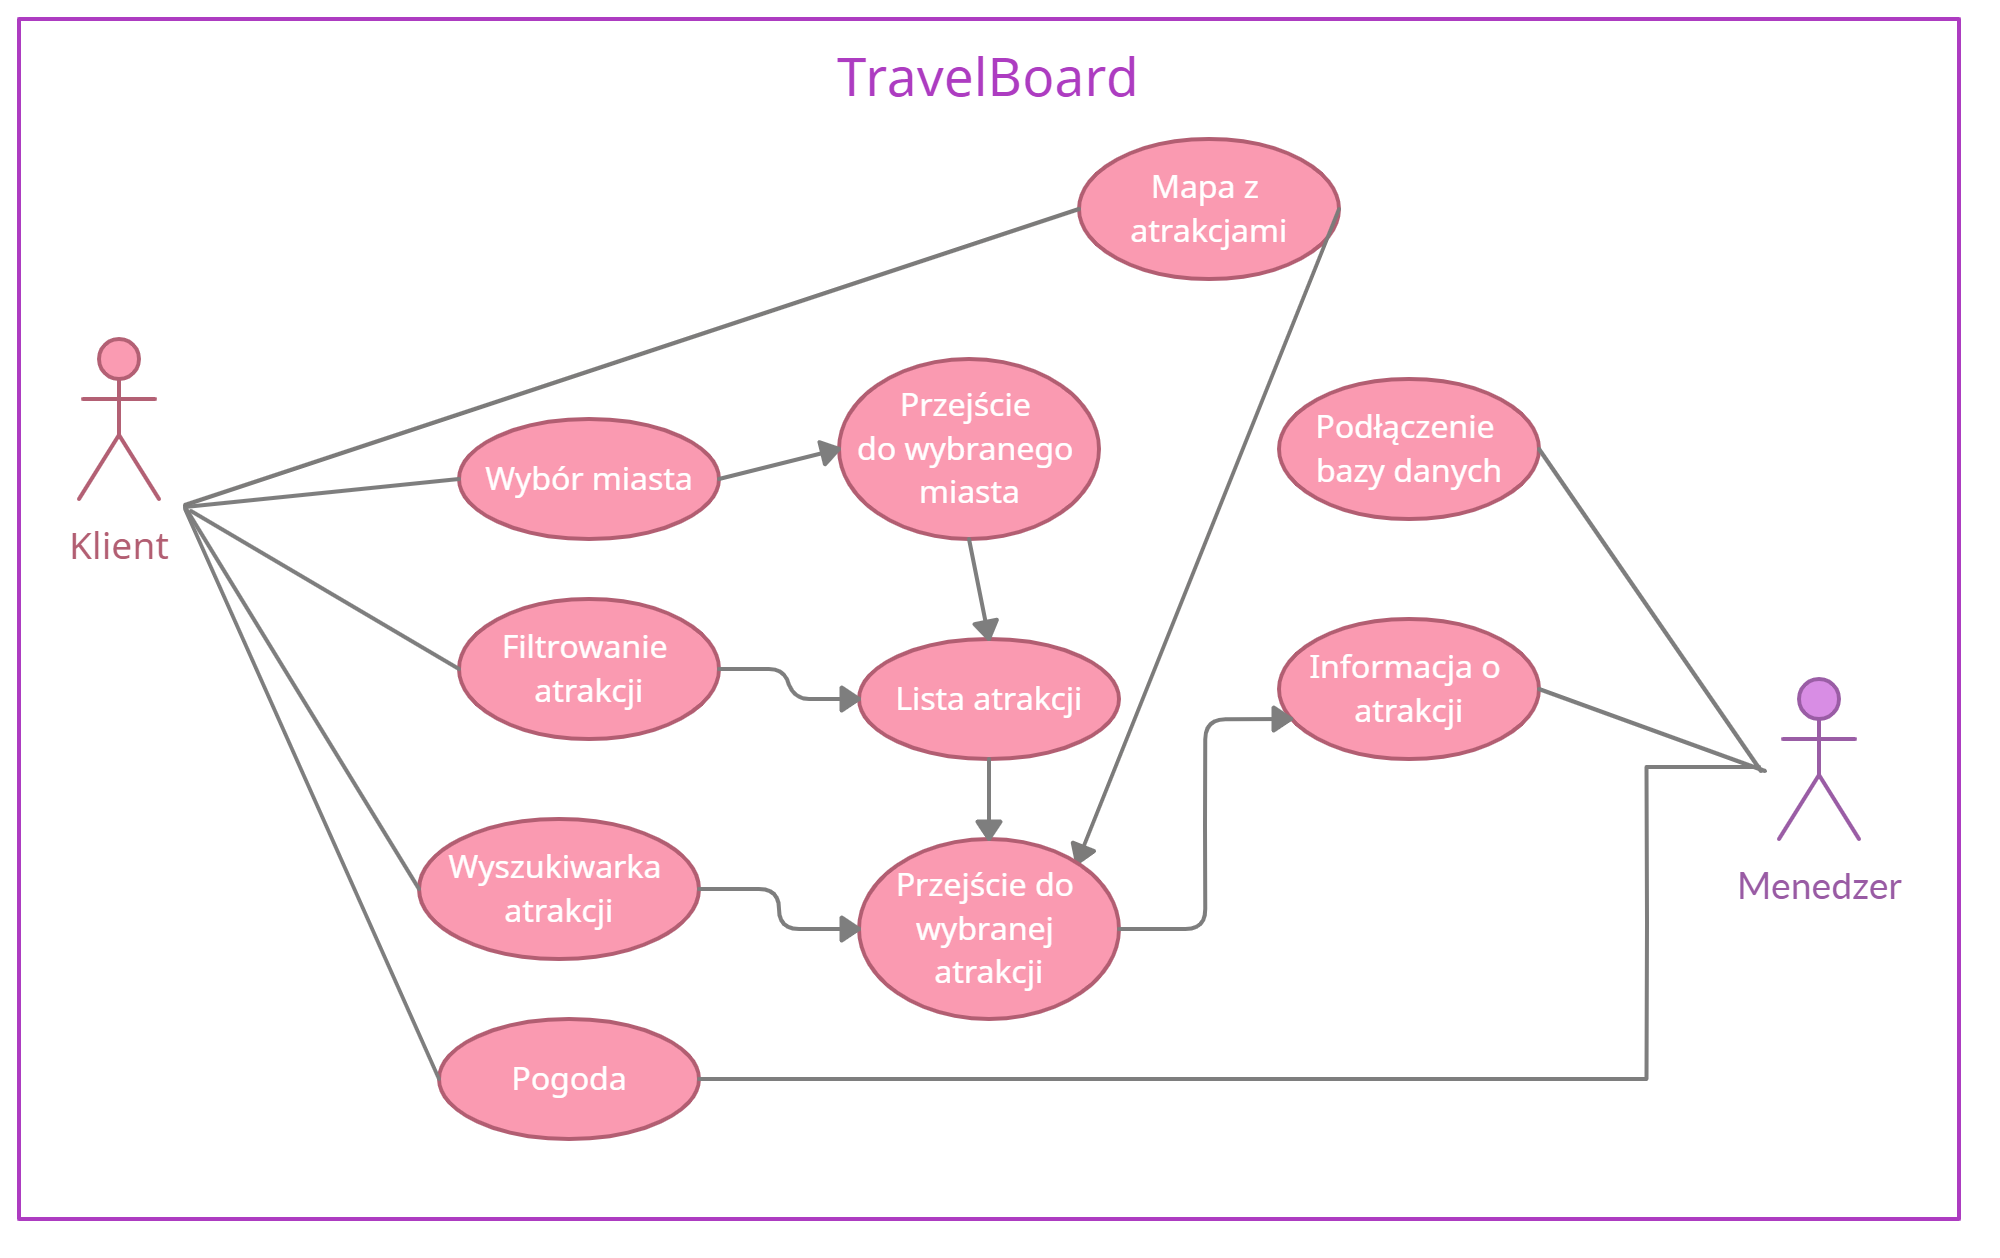 TravelBoard
Mapa z
atrakcjami
Klient
Wybór miasta
Przejście
do wybranego
miasta
Podłączenie
bazy danych
Filtrowanie
atrakcji
Lista atrakcji
Informacja o
atrakcji
Menedzer
Wyszukiwarka
atrakcji
Przejście do
wybranej
atrakcji
Pogoda